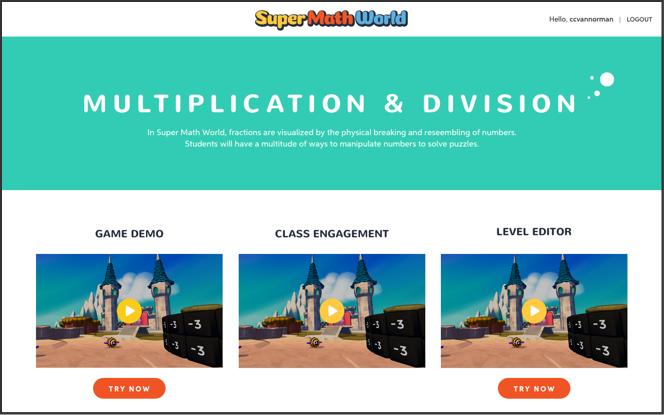 Super Math World
Hello, ccvannorman | LOGOUT
MULTIPLICATION & DIVISION
In Super Math World, fractions are visualized by the physical breaking and reseembling of numbers.
Students will have a multitude of ways to manipulate numbers to solve puzzles.
GAME DEMO
CLASS ENGAGEMENT
LEVEL EDITOR
-3 -3
-3
-3 -3
-3
-3 -3
-3
TRY NOW
TRY NOW